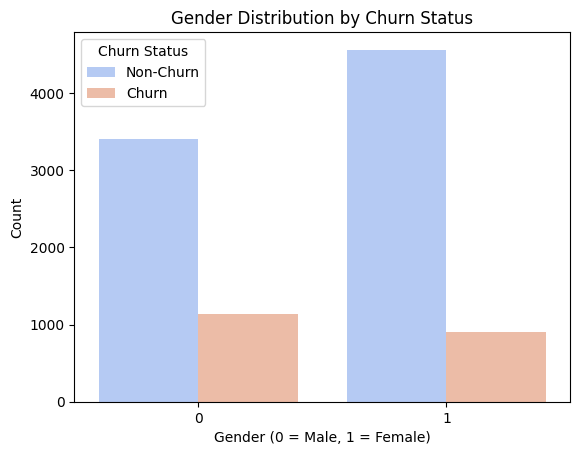 Gender Distribution by Churn Status
Churn Status
Non-Churn
Churn
4000
3000
2000
1000
0
Count
0 1
Gender (0 = Male, 1 = Female)